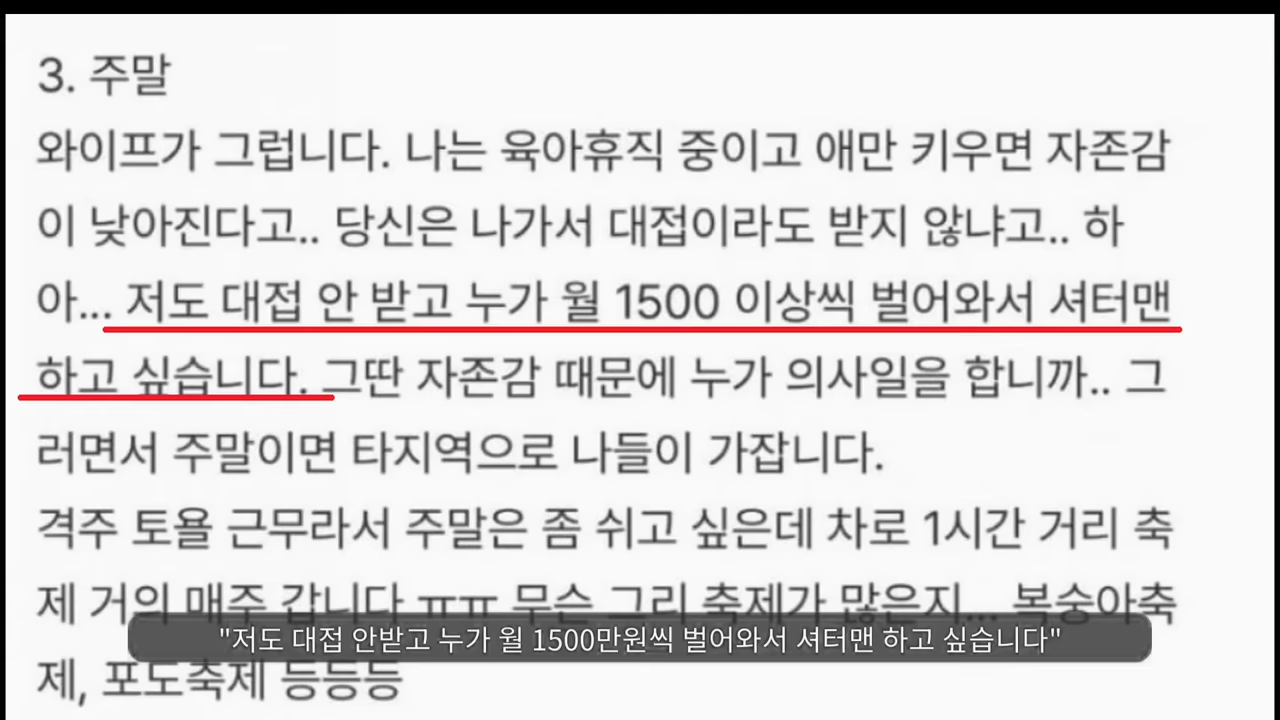 3. 주말
와이프가 그럽니다. 나는 육아휴직 중이고 애만 키우면 자존감
이 낮아진다고.. 당신은 나가서 대접이라도 받지 않냐고.. 하
아... 저도 대접 안 받고 누가 월 1500 이상씩 벌어와서 셔터맨
하고 싶습니다. 그딴 자존감 때문에 누가 의사일을 합니까.. 그
러면서 주말이면 타지역으로 나들이 가잡니다.
격주 토욜 근무라서 주말은 좀 쉬고 싶은데 차로 1시간 거리 축
제 거의 매주 갑니다 ㅠㅠ 무슨 그리 축제가 많은지... 복숭아축
"저도 대접 안받고 누가 월 1500만원씩 벌어와서 셔터맨 하고 싶습니다"
제, 포도축제 등등등